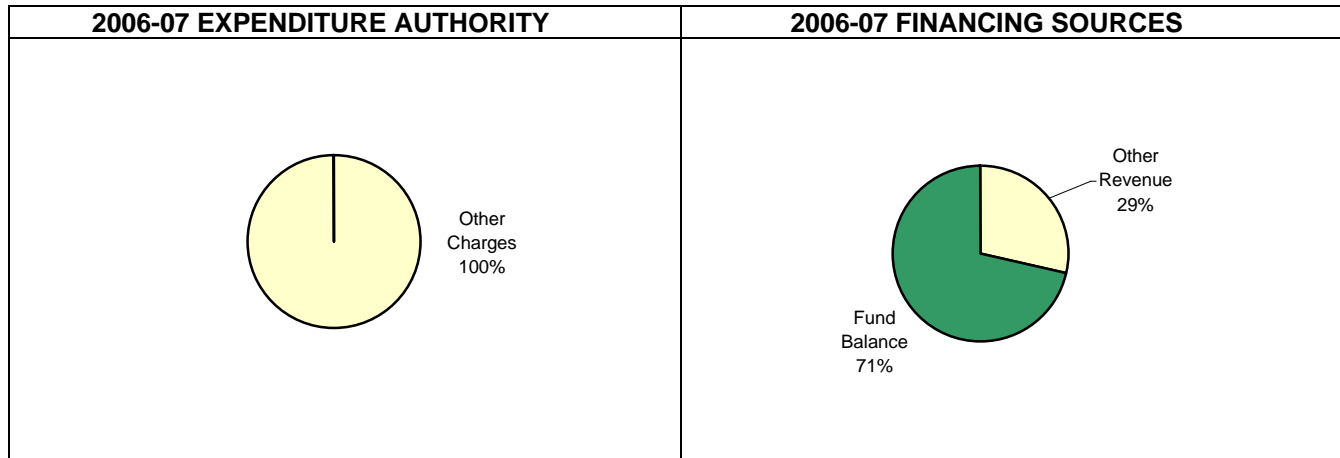 2006-07 EXPENDITURE AUTHORITY
2006-07 FINANCING SOURCES
Other
Charges
100%
Other
Revenue
29%
Fund
Balance
71%